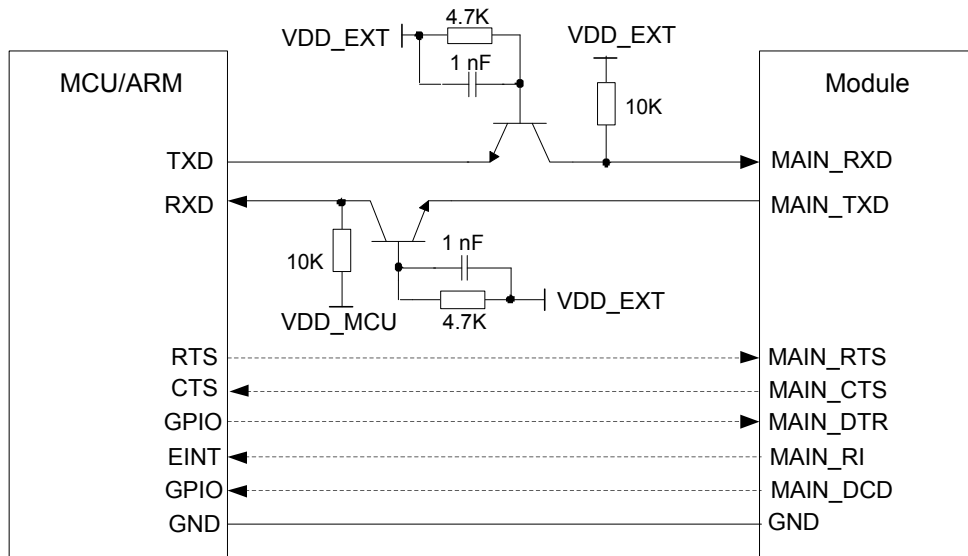 4.7K
VDD_EXT
VDD_EXT
1 nF
MCU/ARM
Module
10K
TXD
MAIN_RXD
RXD
MAIN_TXD
1 nF
10K
VDD_EXT
VDD_MCU
4.7K
RTS
MAIN_RTS
CTS
MAIN_CTS
GPIO
MAIN_DTR
EINT
MAIN_RI
GPIO
MAIN_DCD
GND
GND